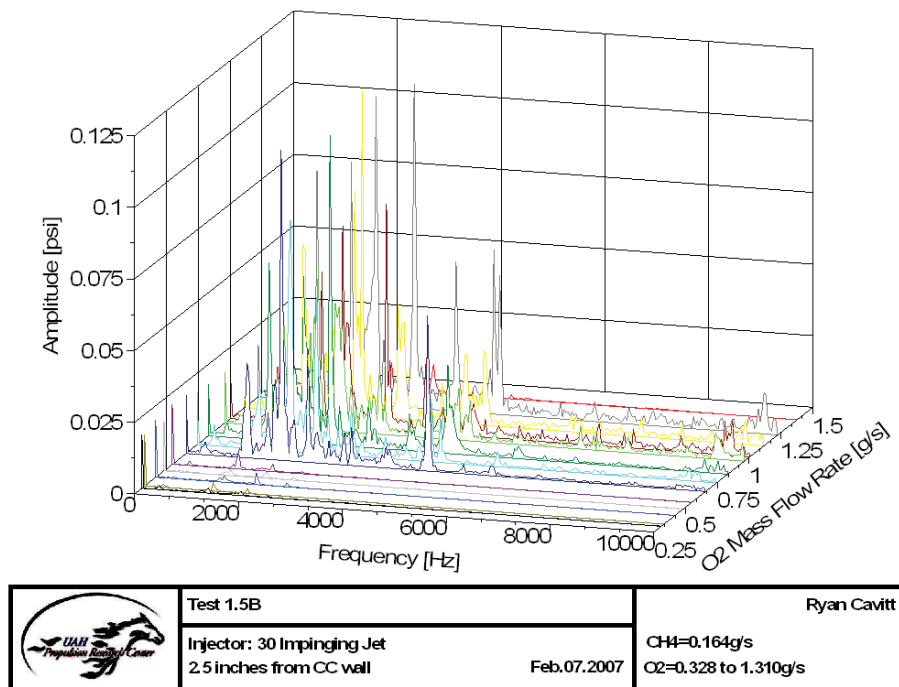 0.125
0.1
0.075
0.05
0.025
0
Amplitude [psi]
0
2000
4000
6000
8000
10000
Frequency [Hz]
0.25
0.5
0.75
1
1.25
1.5
O2 Mass Flow Rate [g/s]
UAH
Propulsion Research Center
Test 1.5B
Ryan Cavitt
Injector: 30 Impinging Jet
2.5 inches from CC wall
Feb.07.2007
CH4=0.164g/s
O2=0.328 to 1.310g/s